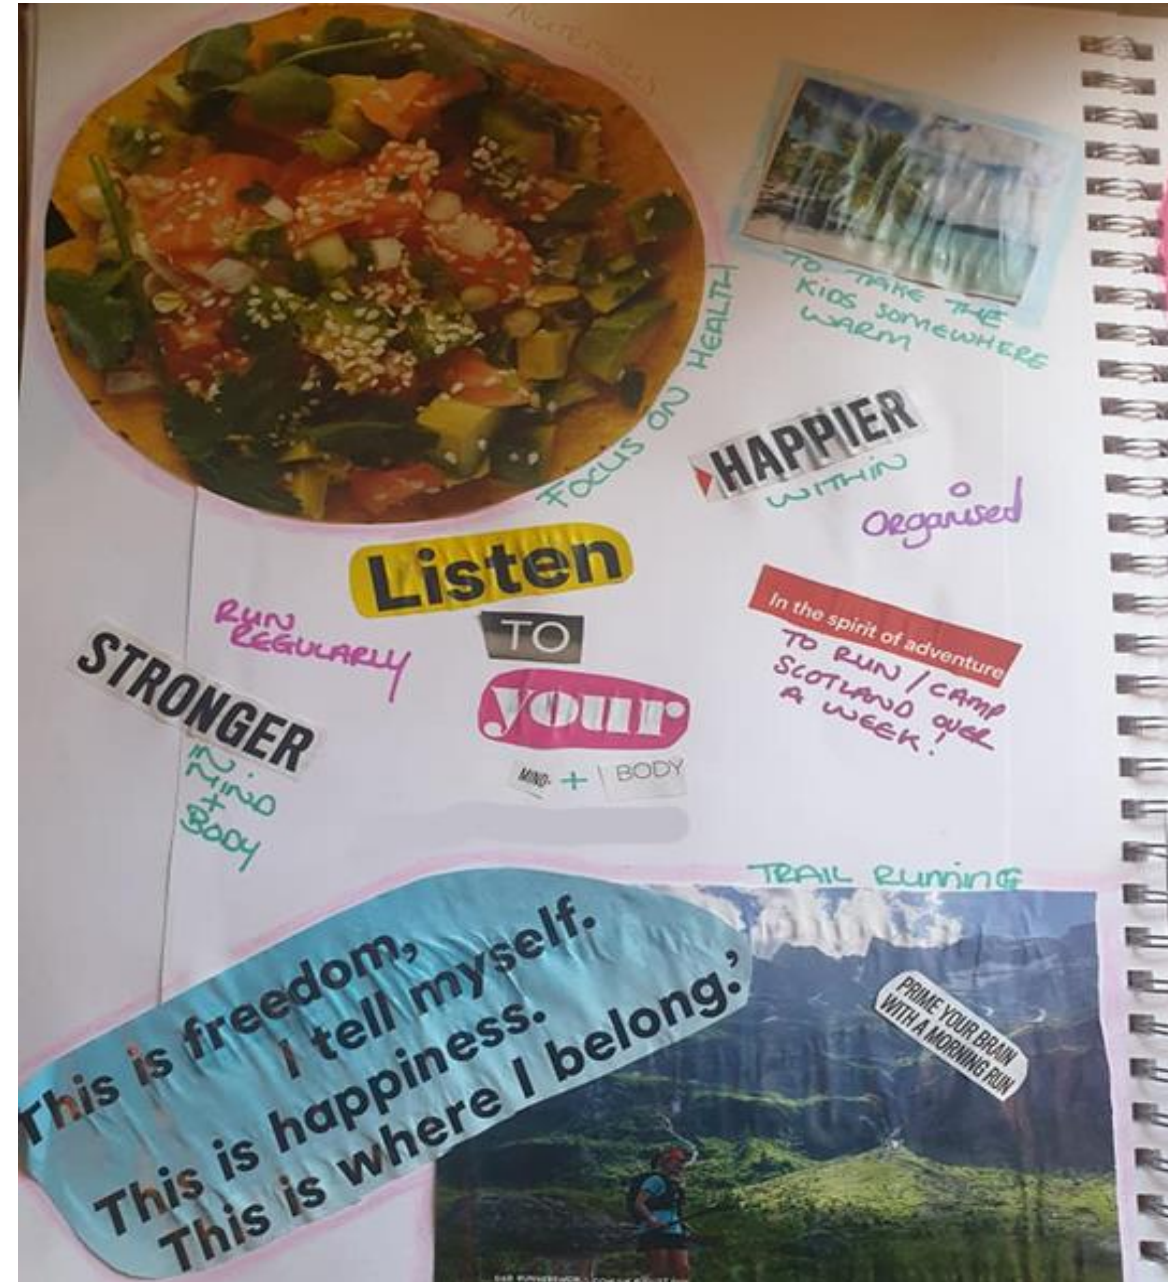 FOCUS ON HEALTH
TO TAKE THE
KIDS SOMEWHERE
WARM
HAPPIER
WITHIN
Organised
Listen
TO
your
MIND + BODY
RUN
REGULARLY
STRONGER
IN
MIND
+
BODY
In the spirit of adventure
TO RUN / CAMP
SCOTLAND OVER
A WEEK!
TRAIL RUNNING
This is freedom,
I tell myself.
This is happiness.
This is where I belong.'
PRIME YOUR BRAIN
WITH A MORNING RUN